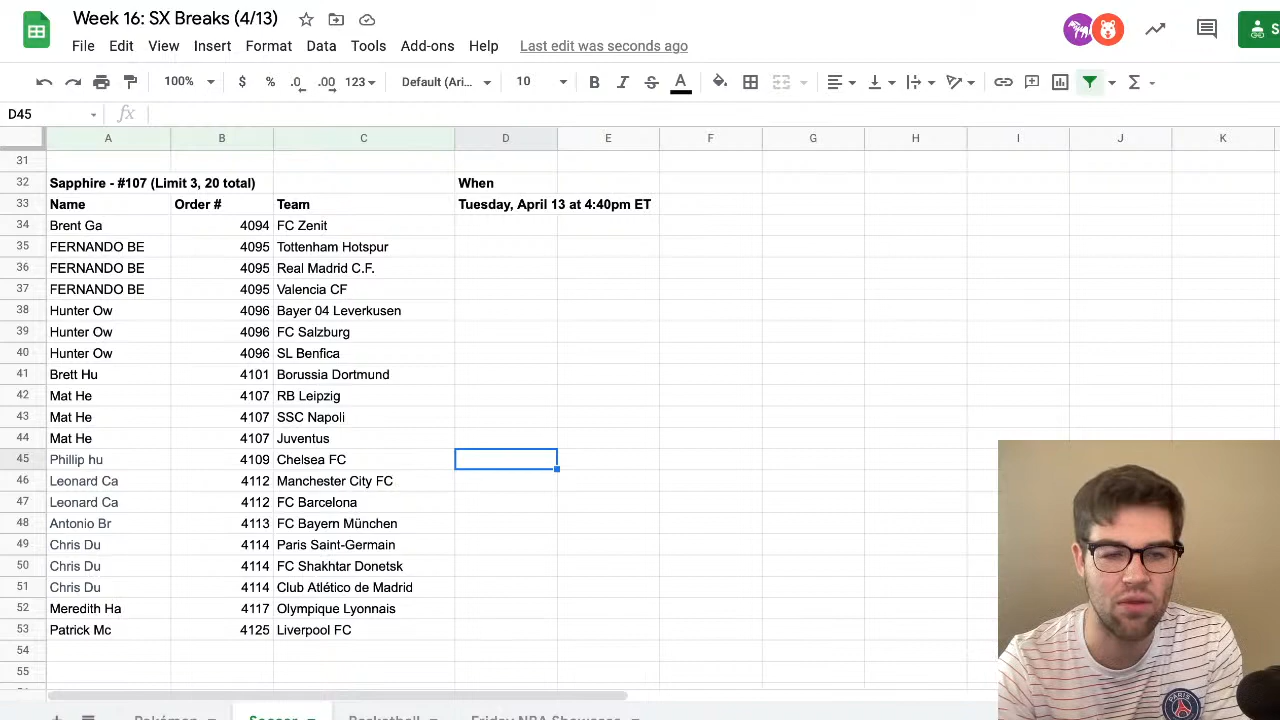 Week 16: SX Breaks (4/13)
File Edit View Insert Format Data Tools Add-ons Help Last edit was seconds ago
100% $ % .0 .00 123 Default (Ari... 10 B I S A Σ
D45 fx
A B C D E F G H I J K
31
32 Sapphire - #107 (Limit 3, 20 total) When
33 Name Order # Team Tuesday, April 13 at 4:40pm ET
34 Brent Ga 4094 FC Zenit
35 FERNANDO BE 4095 Tottenham Hotspur
36 FERNANDO BE 4095 Real Madrid C.F.
37 FERNANDO BE 4095 Valencia CF
38 Hunter Ow 4096 Bayer 04 Leverkusen
39 Hunter Ow 4096 FC Salzburg
40 Hunter Ow 4096 SL Benfica
41 Brett Hu 4101 Borussia Dortmund
42 Mat He 4107 RB Leipzig
43 Mat He 4107 SSC Napoli
44 Mat He 4107 Juventus
45 Phillip hu 4109 Chelsea FC
46 Leonard Ca 4112 Manchester City FC
47 Leonard Ca 4112 FC Barcelona
48 Antonio Br 4113 FC Bayern München
49 Chris Du 4114 Paris Saint-Germain
50 Chris Du 4114 FC Shakhtar Donetsk
51 Chris Du 4114 Club Atlético de Madrid
52 Meredith Ha 4117 Olympique Lyonnais
53 Patrick Mc 4125 Liverpool FC
54
55
Pokémon Soccer Basketball Friday NBA Showcase
PARIS